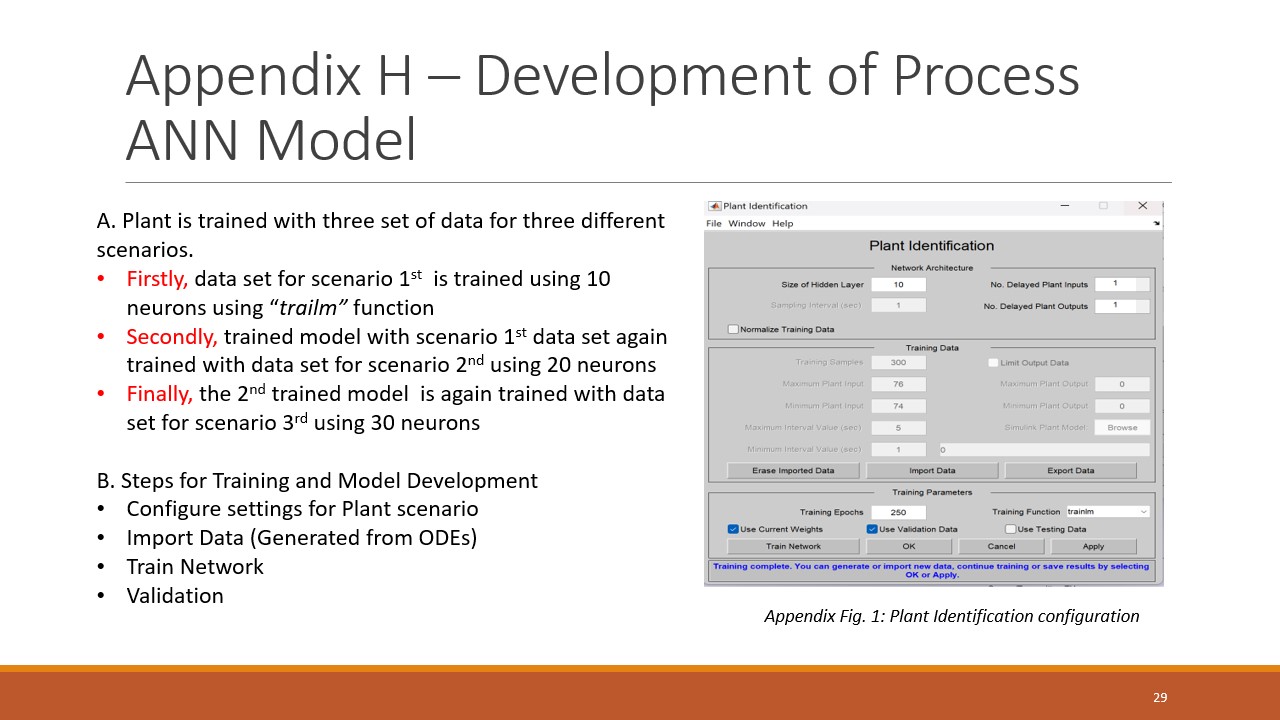 Appendix H – Development of Process
ANN Model
A. Plant is trained with three set of data for three different
scenarios.
• Firstly, data set for scenario 1st is trained using 10
neurons using “trailm” function
• Secondly, trained model with scenario 1st data set again
trained with data set for scenario 2nd using 20 neurons
• Finally, the 2nd trained model is again trained with data
set for scenario 3rd using 30 neurons
B. Steps for Training and Model Development
• Configure settings for Plant scenario
• Import Data (Generated from ODEs)
• Train Network
• Validation
Plant Identification
File Window Help
Plant Identification
Network Architecture
Size of Hidden Layer 10 No. Delayed Plant Inputs 1
Sampling Interval (sec) 1 No. Delayed Plant Outputs 1
Normalize Training Data
Training Data
Training Samples 300 Limit Output Data
Maximum Plant Input 76 Maximum Plant Output 0
Minimum Plant Input 74 Minimum Plant Output 0
Maximum Interval Value (sec) 5 Simulink Plant Model: Browse
Minimum Interval Value (sec) 1 0
Erase Imported Data Import Data Export Data
Training Parameters
Training Epochs 250 Training Function trainlm
Use Current Weights Use Validation Data Use Testing Data
Train Network OK Cancel Apply
Training complete. You can generate or import new data, continue training or save results by selecting
OK or Apply.
Appendix Fig. 1: Plant Identification configuration
29